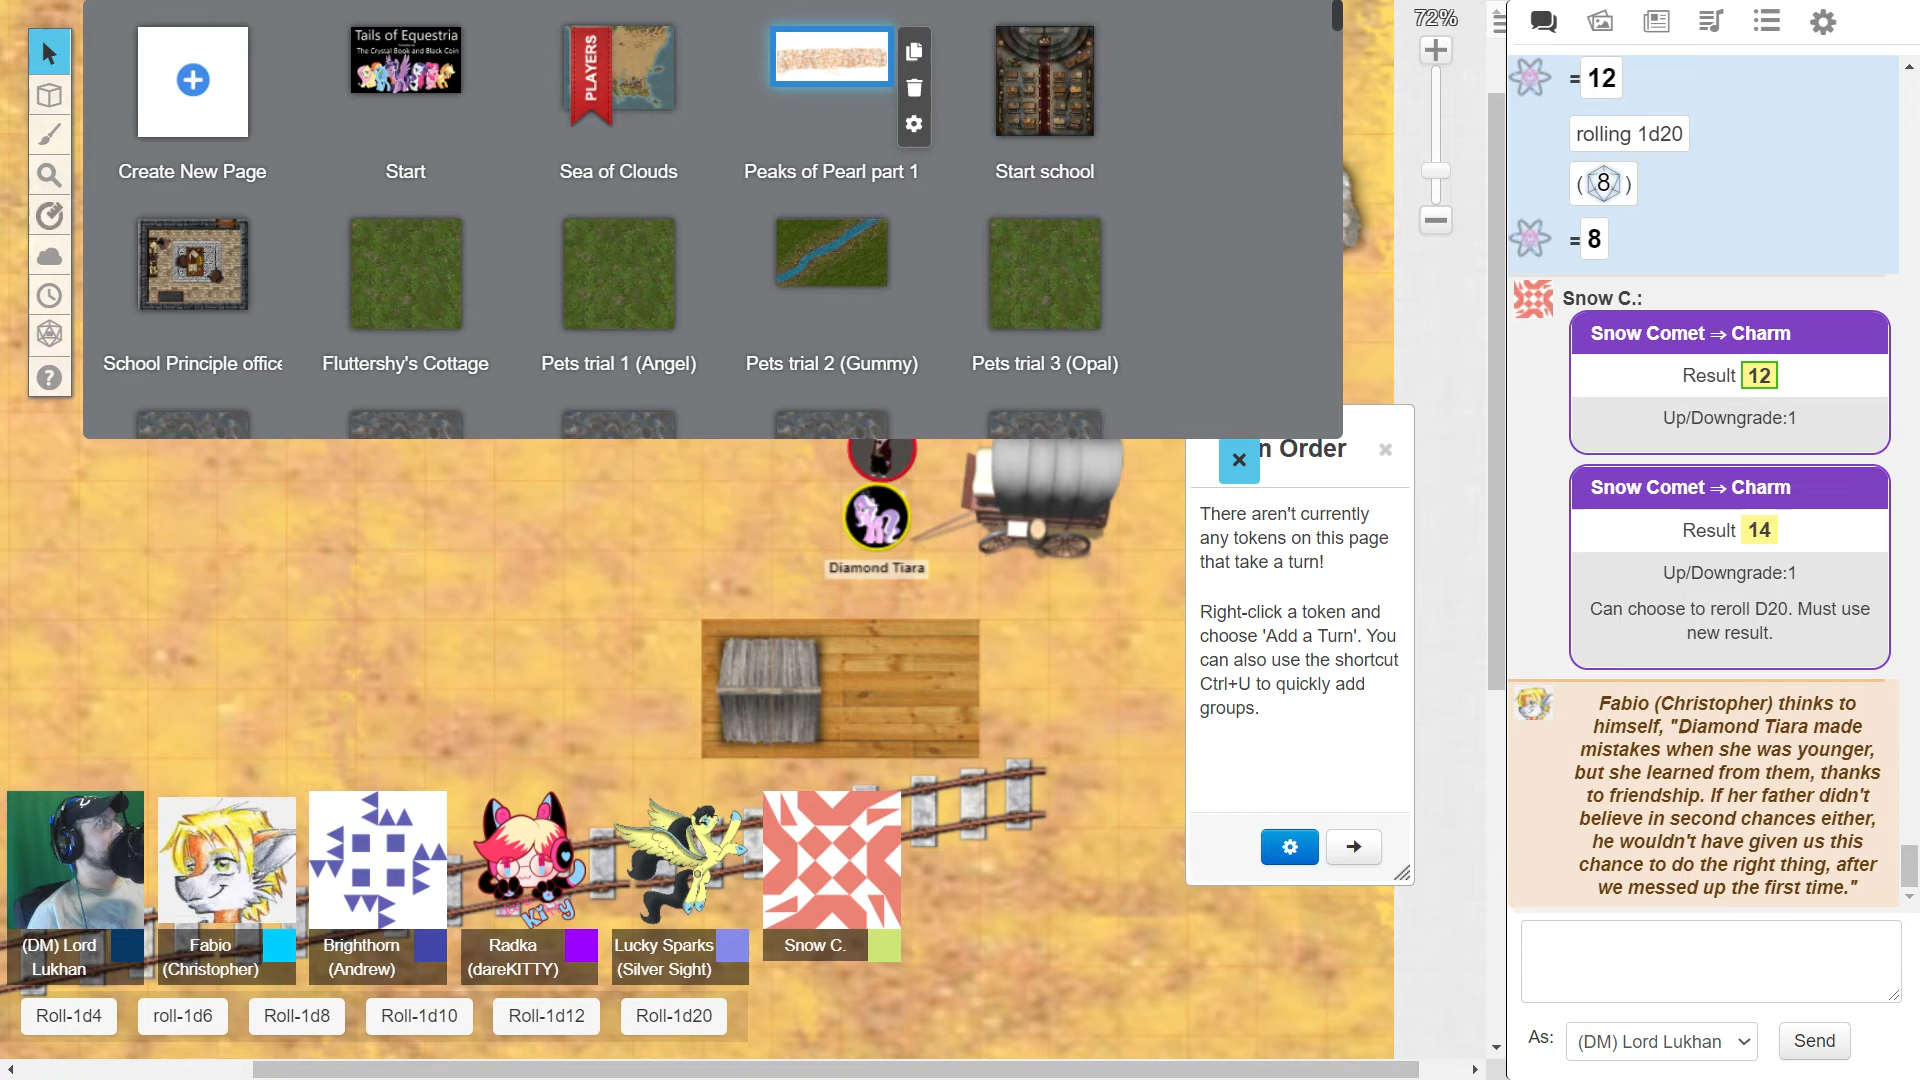 72%
Tails of Equestria
The Crystal Book and Black Coin
PLAYERS
Create New Page
Start
Sea of Clouds
Peaks of Pearl part 1
Start school
School Principle office
Fluttershy's Cottage
Pets trial 1 (Angel)
Pets trial 2 (Gummy)
Pets trial 3 (Opal)
n Order
There aren't currently
any tokens on this page
that take a turn!
Right-click a token and
choose 'Add a Turn'. You
can also use the shortcut
Ctrl+U to quickly add
groups.
Diamond Tiara
Kitty
(DM) Lord
Lukhan
Fabio
(Christopher)
Brighthorn
(Andrew)
Radka
(dareKITTY)
Lucky Sparks
(Silver Sight)
Snow C.
Roll-1d4
roll-1d6
Roll-1d8
Roll-1d10
Roll-1d12
Roll-1d20
= 12
rolling 1d20
(8)
= 8
Snow C.:
Snow Comet → Charm
Result 12
Up/Downgrade:1
Snow Comet → Charm
Result 14
Up/Downgrade:1
Can choose to reroll D20. Must use
new result.
Fabio (Christopher) thinks to
himself, "Diamond Tiara made
mistakes when she was younger,
but she learned from them, thanks
to friendship. If her father didn't
believe in second chances either,
he wouldn't have given us this
chance to do the right thing, after
we messed up the first time."
As:
(DM) Lord Lukhan
Send